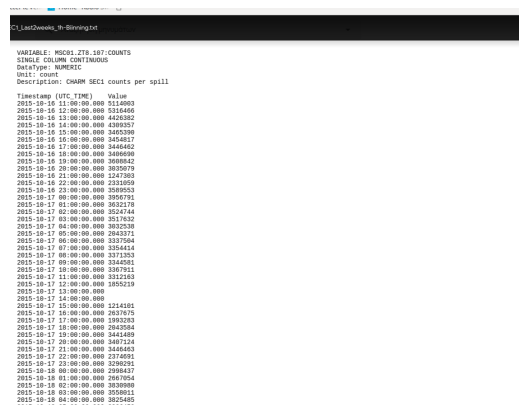 C1_Last2weeks_1h-Biinning.txt
VARIABLE: MSC01.ZT8.107:COUNTS
SINGLE COLUMN CONTINUOUS
DataType: NUMERIC
Unit: count
Description: CHARM SEC1 counts per spill
Timestamp (UTC_TIME) Value
2015-10-16 11:00:00.000 5114003
2015-10-16 12:00:00.000 5316466
2015-10-16 13:00:00.000 4426382
2015-10-16 14:00:00.000 4309357
2015-10-16 15:00:00.000 3465390
2015-10-16 16:00:00.000 3454817
2015-10-16 17:00:00.000 3446462
2015-10-16 18:00:00.000 3406690
2015-10-16 19:00:00.000 3608842
2015-10-16 20:00:00.000 3035079
2015-10-16 21:00:00.000 1247303
2015-10-16 22:00:00.000 2331059
2015-10-16 23:00:00.000 3589553
2015-10-17 00:00:00.000 3956791
2015-10-17 01:00:00.000 3632178
2015-10-17 02:00:00.000 3524744
2015-10-17 03:00:00.000 3517632
2015-10-17 04:00:00.000 3032538
2015-10-17 05:00:00.000 2043371
2015-10-17 06:00:00.000 3337504
2015-10-17 07:00:00.000 3354414
2015-10-17 08:00:00.000 3371353
2015-10-17 09:00:00.000 3344581
2015-10-17 10:00:00.000 3367911
2015-10-17 11:00:00.000 3312163
2015-10-17 12:00:00.000 1855219
2015-10-17 13:00:00.000
2015-10-17 14:00:00.000
2015-10-17 15:00:00.000 1214101
2015-10-17 16:00:00.000 2637675
2015-10-17 17:00:00.000 1993283
2015-10-17 18:00:00.000 2043584
2015-10-17 19:00:00.000 3441489
2015-10-17 20:00:00.000 3407124
2015-10-17 21:00:00.000 3446463
2015-10-17 22:00:00.000 2374691
2015-10-17 23:00:00.000 3290291
2015-10-18 00:00:00.000 2998437
2015-10-18 01:00:00.000 2667054
2015-10-18 02:00:00.000 3830980
2015-10-18 03:00:00.000 3558011
2015-10-18 04:00:00.000 3825485